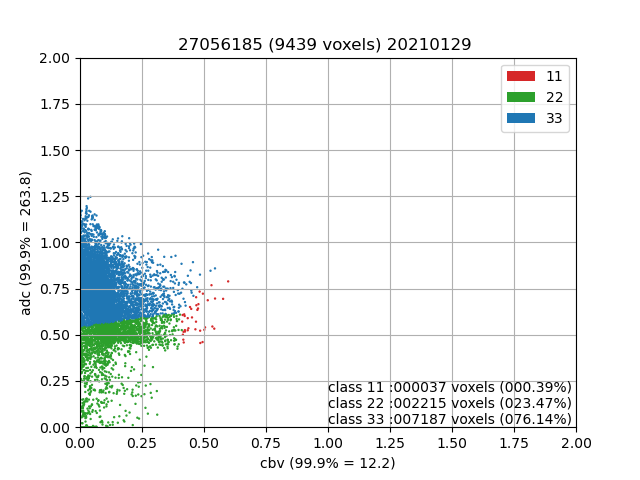 27056185 (9439 voxels) 20210129
2.00
1.75
1.50
1.25
1.00
0.75
0.50
0.25
0.00
adc (99.9% = 263.8)
11
22
33
class 11 :000037 voxels (000.39%)
class 22 :002215 voxels (023.47%)
class 33 :007187 voxels (076.14%)
0.00 0.25 0.50 0.75 1.00 1.25 1.50 1.75 2.00
cbv (99.9% = 12.2)